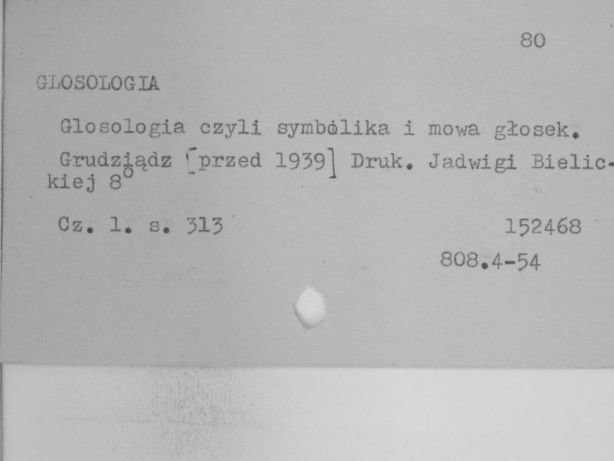 80
GLOSOLOGIA
Glosologia czyli symbólika i mowa głosek.
Grudziądz [przed 1939] Druk. Jadwigi Bielic-
kiej 8°
Cz. 1. s. 313
152468
808.4-54